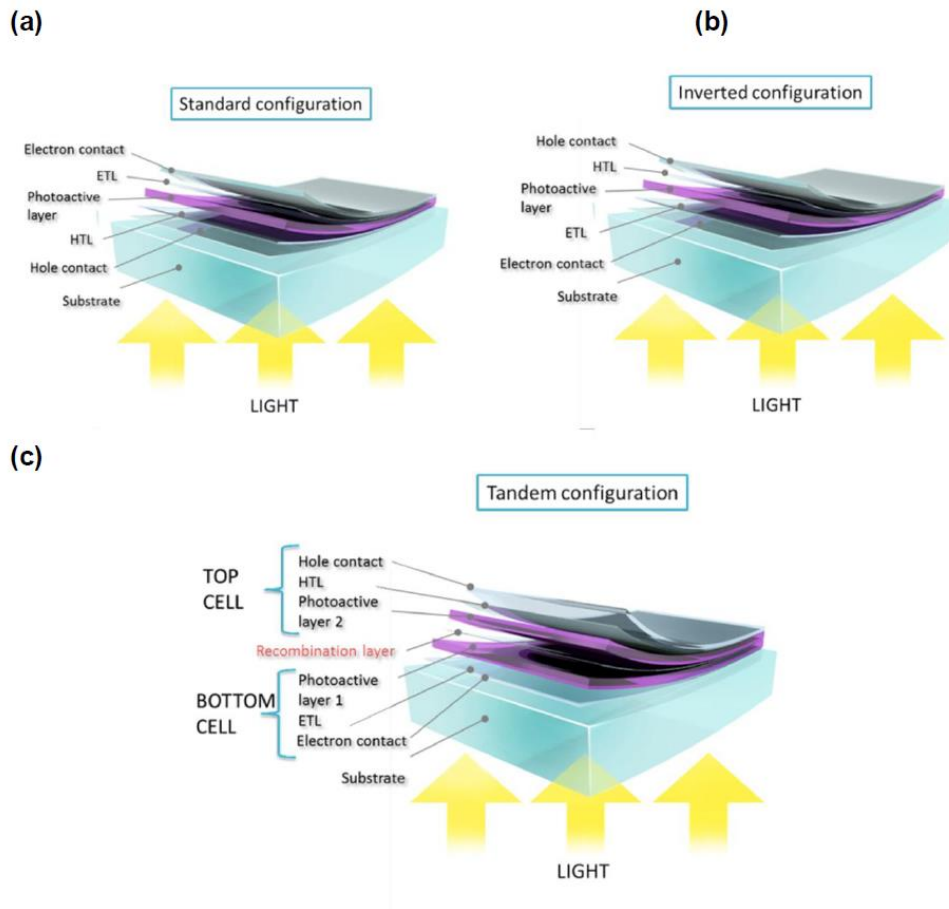 (a)
Standard configuration
Electron contact
ETL
Photoactive
layer
HTL
Hole contact
Substrate
LIGHT
(b)
Inverted configuration
Hole contact
HTL
Photoactive
layer
ETL
Electron contact
Substrate
LIGHT
(c)
Tandem configuration
TOP
CELL
Hole contact
HTL
Photoactive
layer 2
Recombination layer
BOTTOM
CELL
Photoactive
layer 1
ETL
Electron contact
Substrate
LIGHT